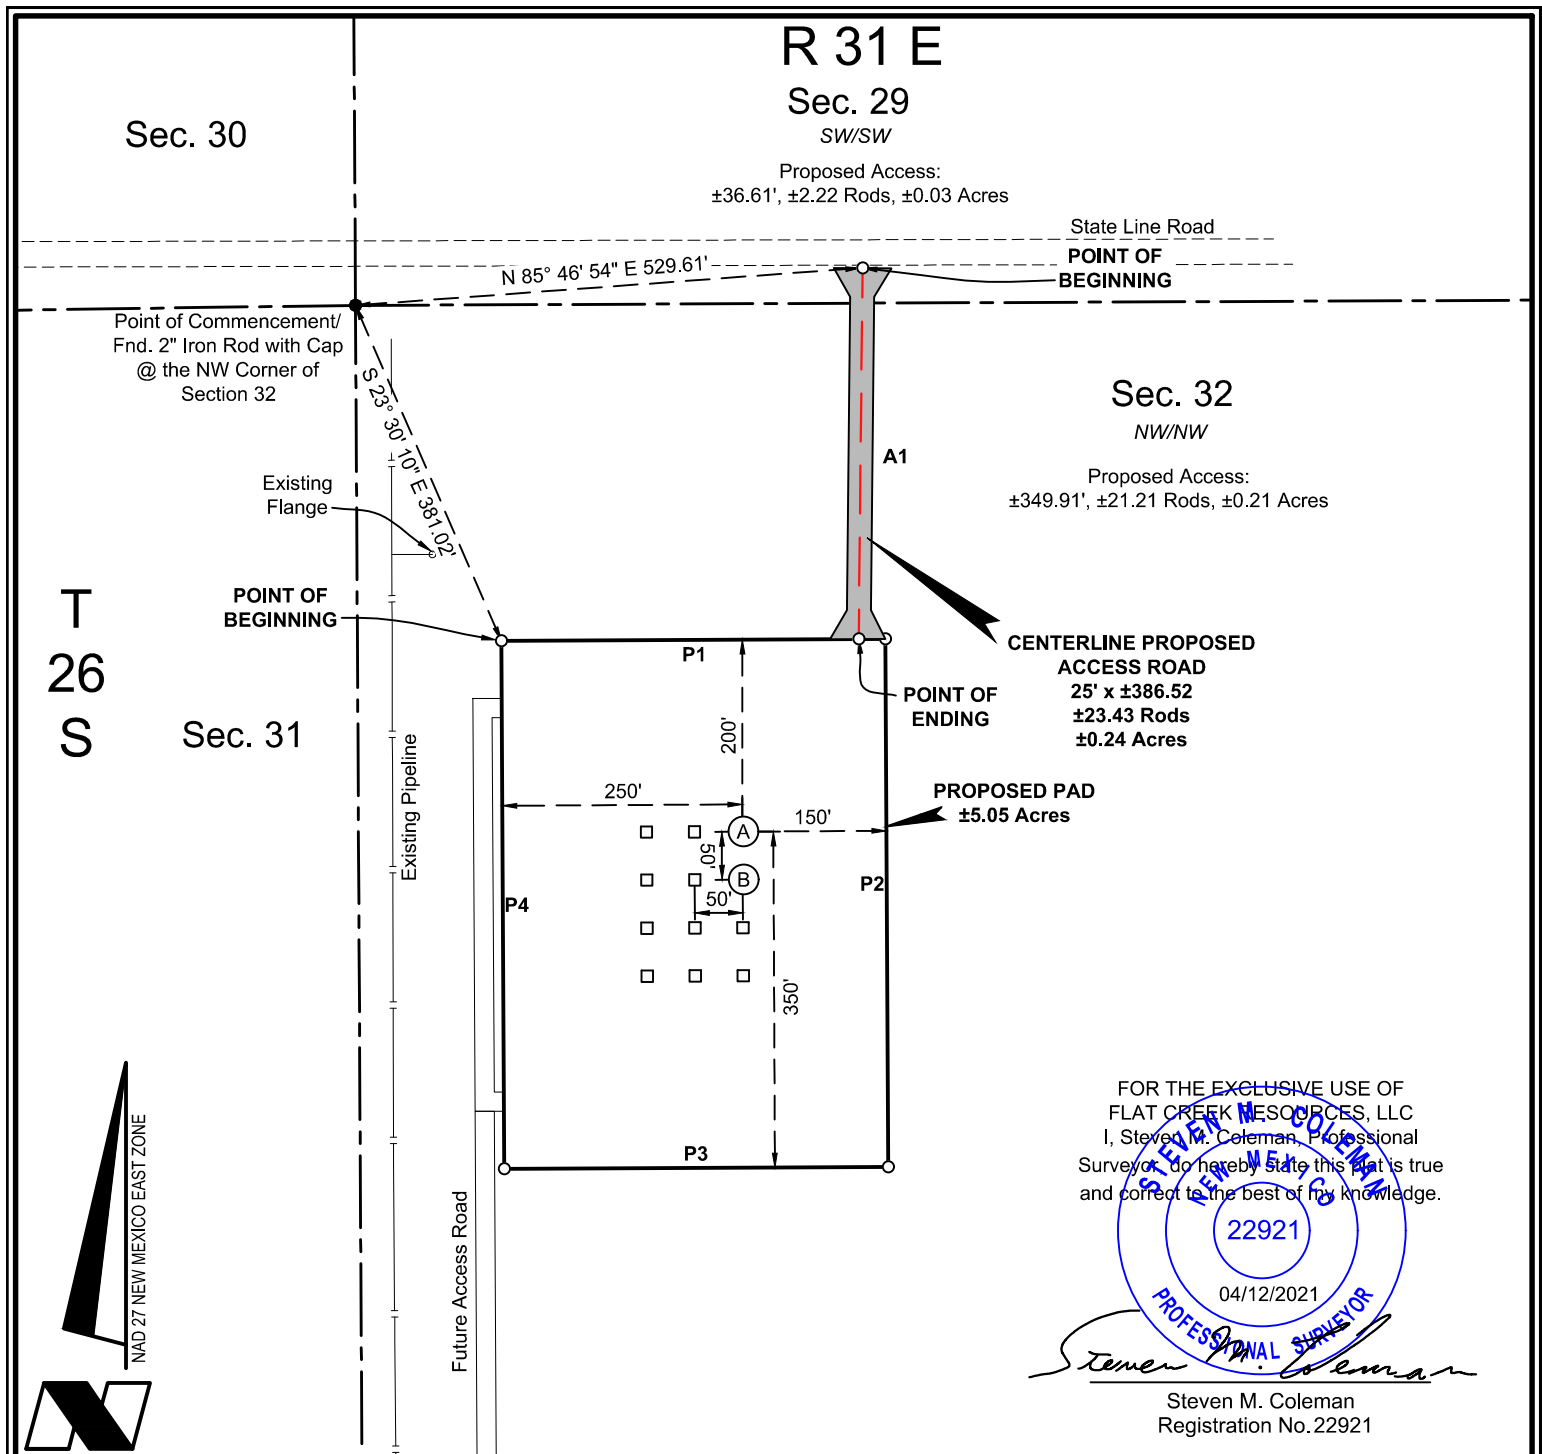 R 31 E
Sec. 29
SW/SW
Proposed Access:
±36.61', ±2.22 Rods, ±0.03 Acres
Sec. 30
State Line Road
N 85° 46' 54" E 529.61'
POINT OF
BEGINNING
Point of Commencement/
Fnd. 2" Iron Rod with Cap
@ the NW Corner of
Section 32
S 23° 30' 10" E 381.02'
Sec. 32
NW/NW
Proposed Access:
±349.91', ±21.21 Rods, ±0.21 Acres
A1
Existing
Flange
POINT OF
BEGINNING
T
26
S
Sec. 31
P1
CENTERLINE PROPOSED
ACCESS ROAD
25' x ±386.52
±23.43 Rods
±0.24 Acres
POINT OF
ENDING
200'
Existing Pipeline
250'
150'
PROPOSED PAD
±5.05 Acres
A
50'
B
50'
P2
P4
350'
P3
Future Access Road
NAD 27 NEW MEXICO EAST ZONE
FOR THE EXCLUSIVE USE OF
FLAT CREEK RESOURCES, LLC
I, Steven M. Coleman, Professional
Surveyor, do hereby state this plat is true
and correct to the best of my knowledge.
STEVEN M. COLEMAN
NEW MEXICO
22921
04/12/2021
PROFESSIONAL SURVEYOR
Steven M. Coleman
Steven M. Coleman
Registration No. 22921